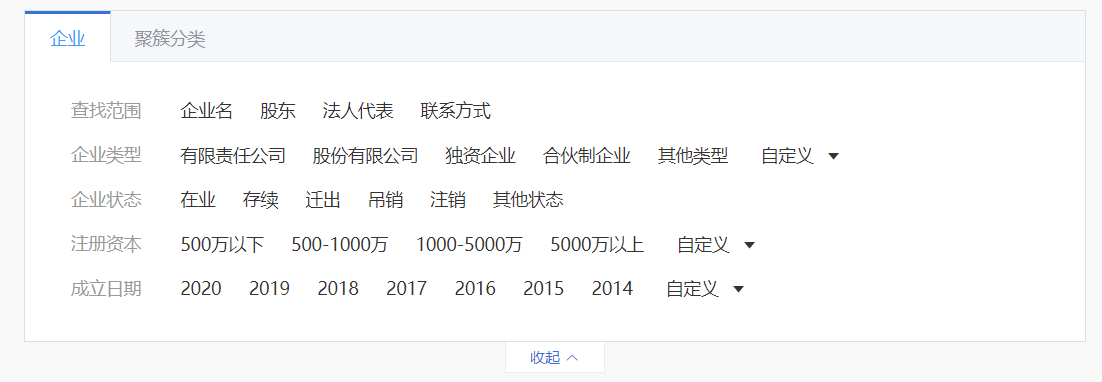 企业 聚簇分类
查找范围 企业名 股东 法人代表 联系方式
企业类型 有限责任公司 股份有限公司 独资企业 合伙制企业 其他类型 自定义
企业状态 在业 存续 迁出 吊销 注销 其他状态
注册资本 500万以下 500-1000万 1000-5000万 5000万以上 自定义
成立日期 2020 2019 2018 2017 2016 2015 2014 自定义
收起